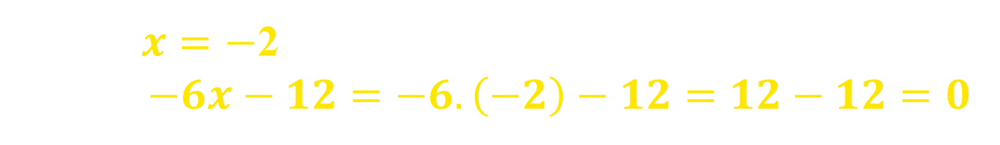 x = −2
−6x − 12 = −6. (−2) − 12 = 12 − 12 = 0